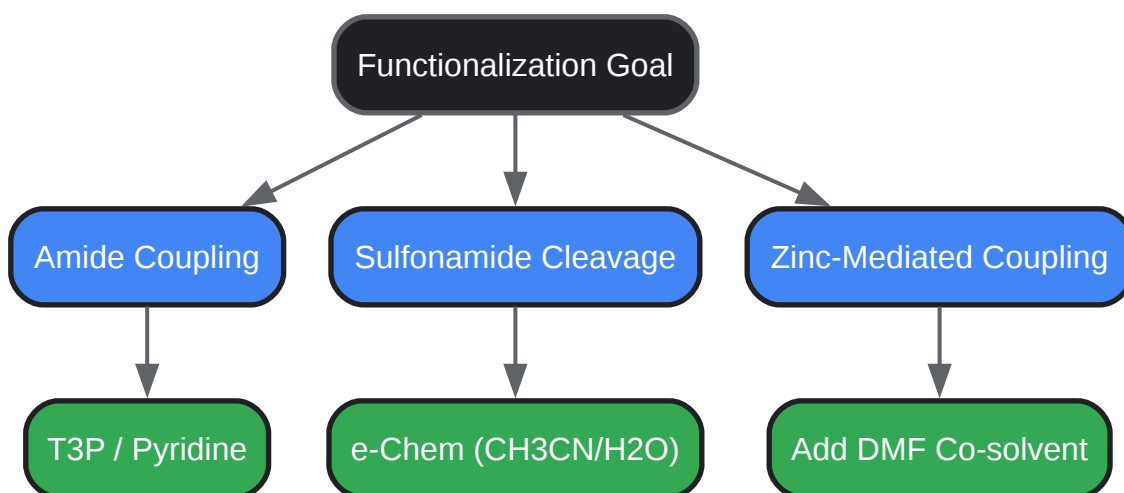 Functionalization Goal
Amide Coupling
Sulfonamide Cleavage
Zinc-Mediated Coupling
T3P / Pyridine
e-Chem (CH3CN/H2O)
Add DMF Co-solvent